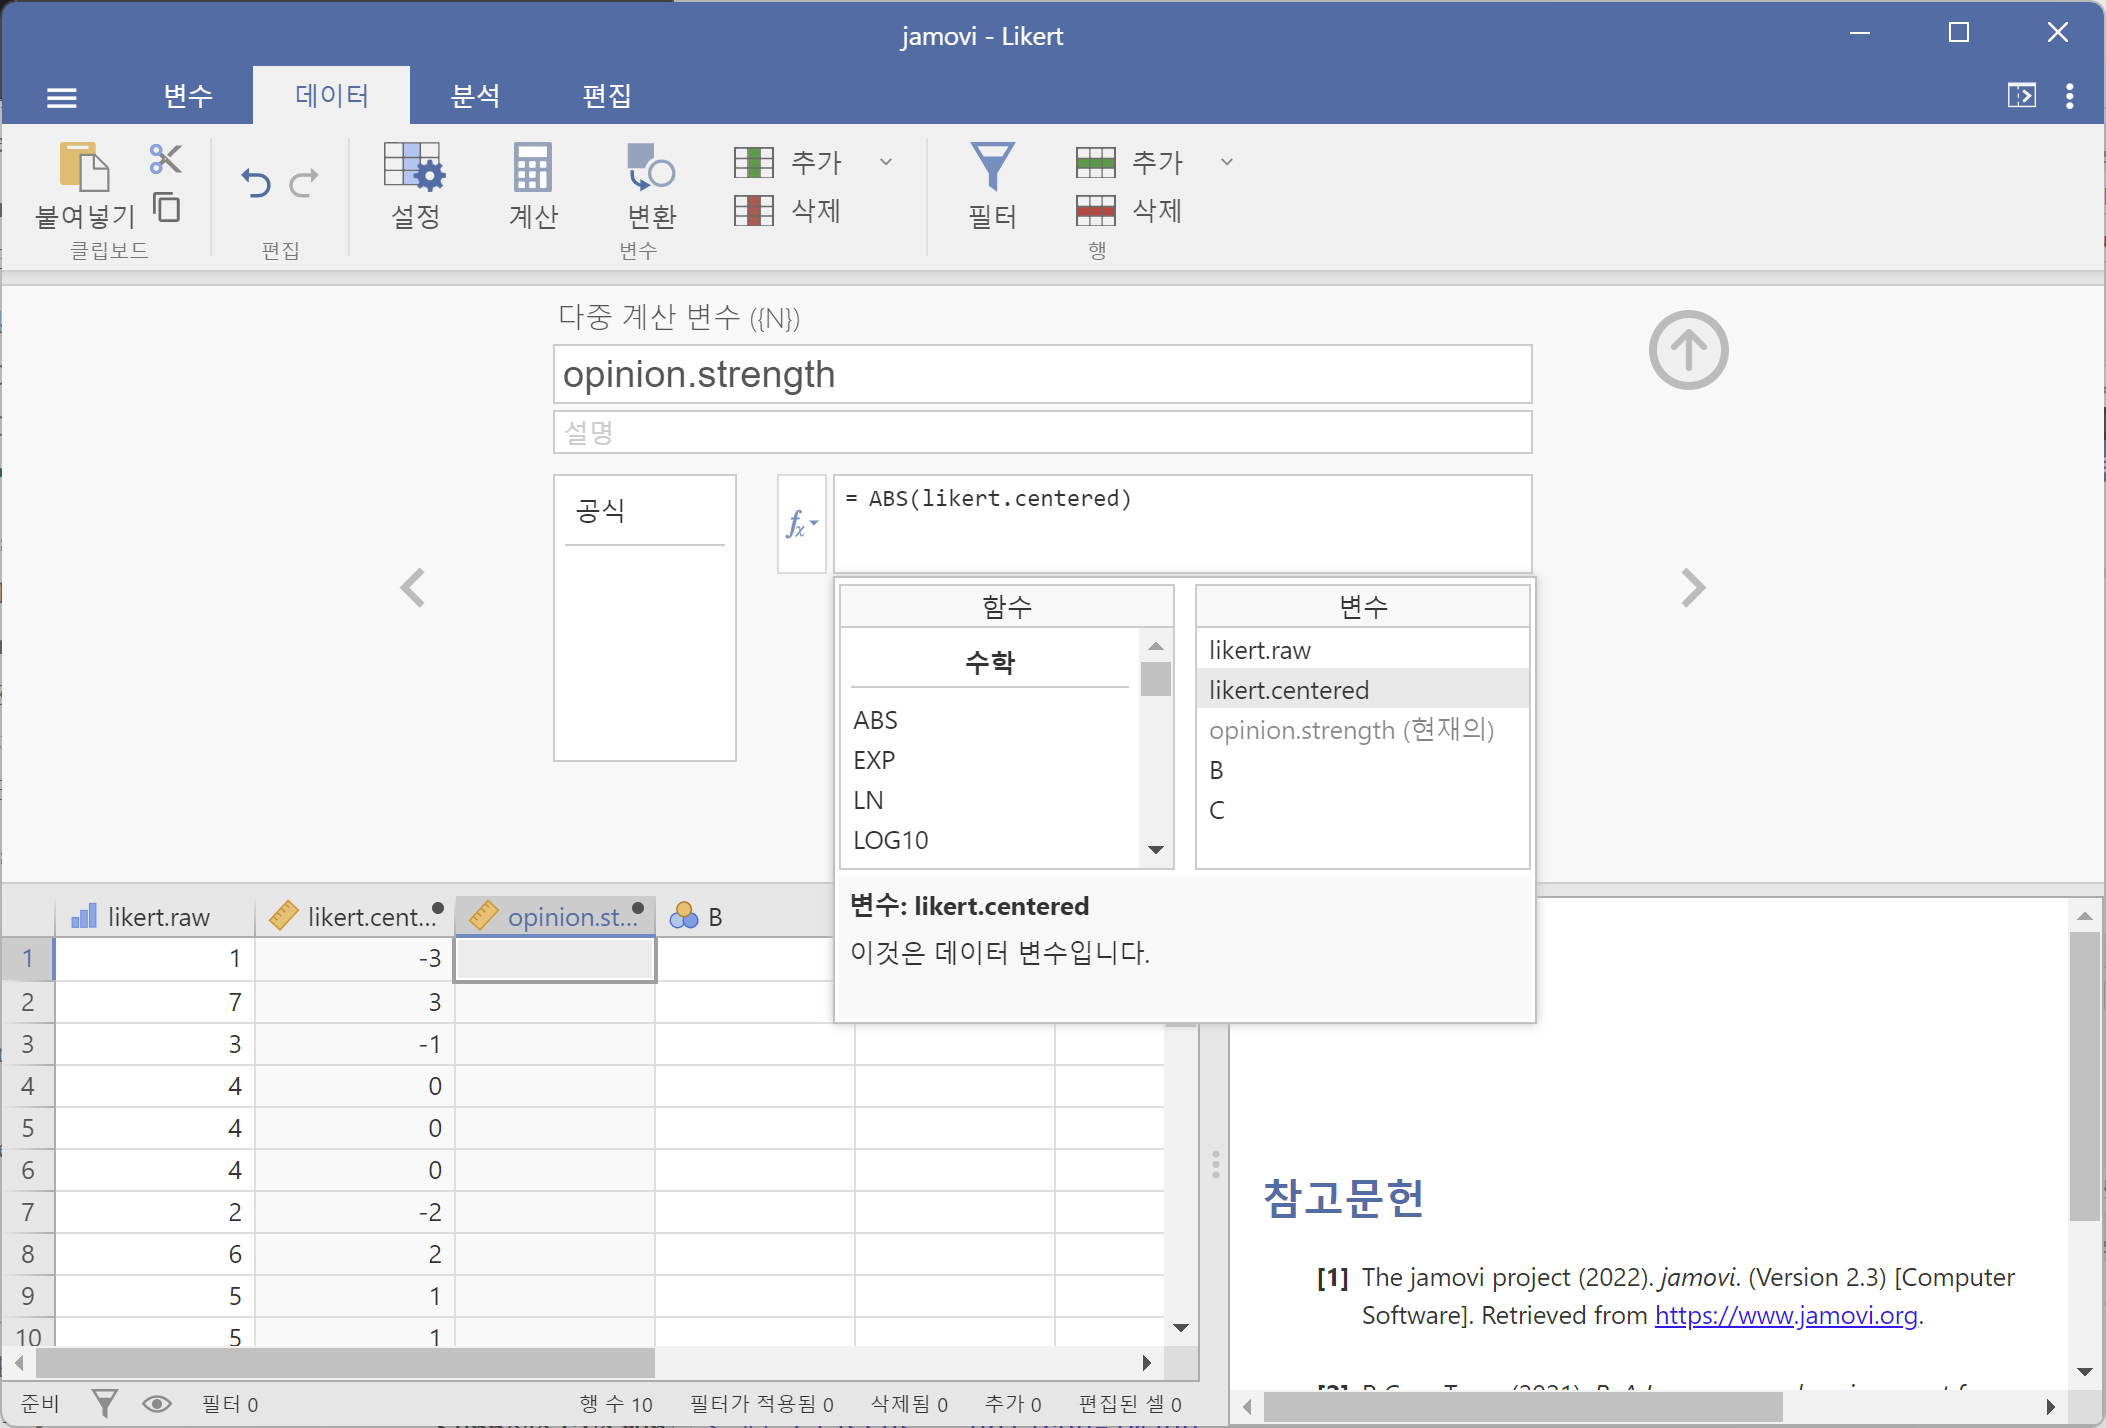 jamovi - Likert
변수 데이터 분석 편집
붙여넣기 설정 계산 변환 추가 삭제 필터 추가 삭제
클립보드 편집 변수 행
다중 계산 변수 ({N})
opinion.strength
설명
공식
fx
= ABS(likert.centered)
함수 변수
수학
ABS
EXP
LN
LOG10
likert.raw
likert.centered
opinion.strength (현재의)
B
C
변수: likert.centered
이것은 데이터 변수입니다.
likert.raw likert.cent... opinion.st... B
1 1 -3
2 7 3
3 3 -1
4 4 0
5 4 0
6 4 0
7 2 -2
8 6 2
9 5 1
10 5 1
참고문헌
[1] The jamovi project (2022). jamovi. (Version 2.3) [Computer
Software]. Retrieved from https://www.jamovi.org.
준비 필터 0 행 수 10 필터가 적용됨 0 삭제됨 0 추가 0 편집된 셀 0